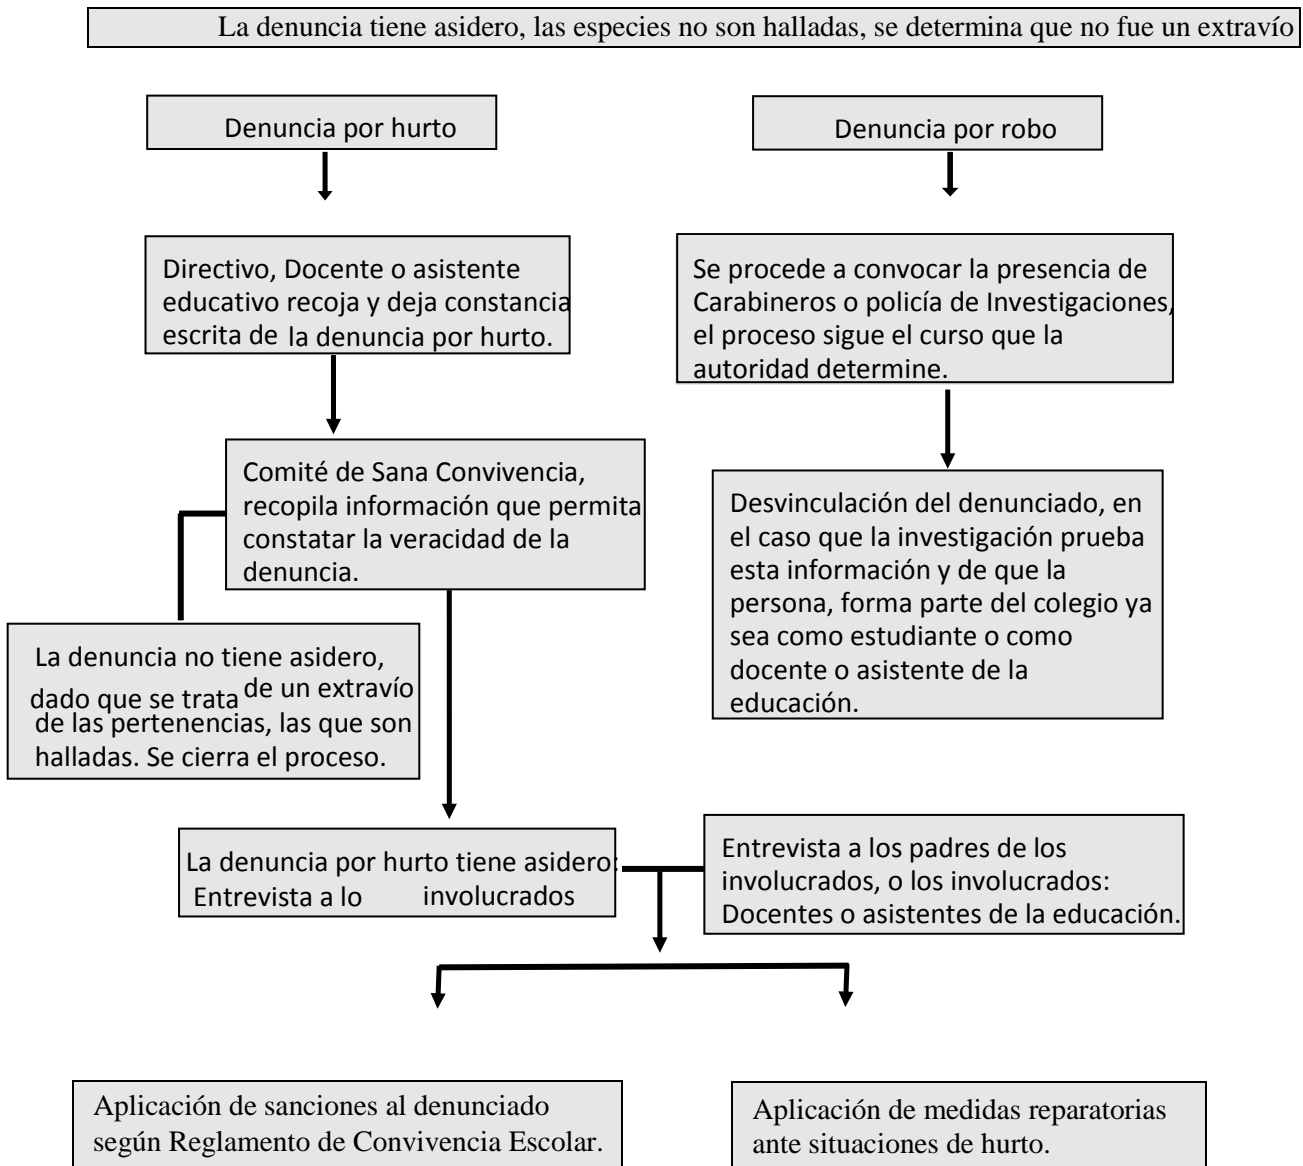 La denuncia tiene asidero, las especies no son halladas, se determina que no fue un extravío
Denuncia por hurto
Denuncia por robo
Directivo, Docente o asistente
educativo recoja y deja constancia
escrita de la denuncia por hurto.
Se procede a convocar la presencia de
Carabineros o policía de Investigaciones,
el proceso sigue el curso que la
autoridad determine.
Comité de Sana Convivencia,
recopila información que permita
constatar la veracidad de la
denuncia.
Desvinculación del denunciado, en
el caso que la investigación prueba
esta información y de que la
persona, forma parte del colegio ya
sea como estudiante o como
docente o asistente de la
educación.
La denuncia no tiene asidero,
dado que se trata de un extravío
de las pertenencias, las que son
halladas. Se cierra el proceso.
La denuncia por hurto tiene asidero:
Entrevista a lo involucrados
Entrevista a los padres de los
involucrados, o los involucrados:
Docentes o asistentes de la educación.
Aplicación de sanciones al denunciado
según Reglamento de Convivencia Escolar.
Aplicación de medidas reparatorias
ante situaciones de hurto.